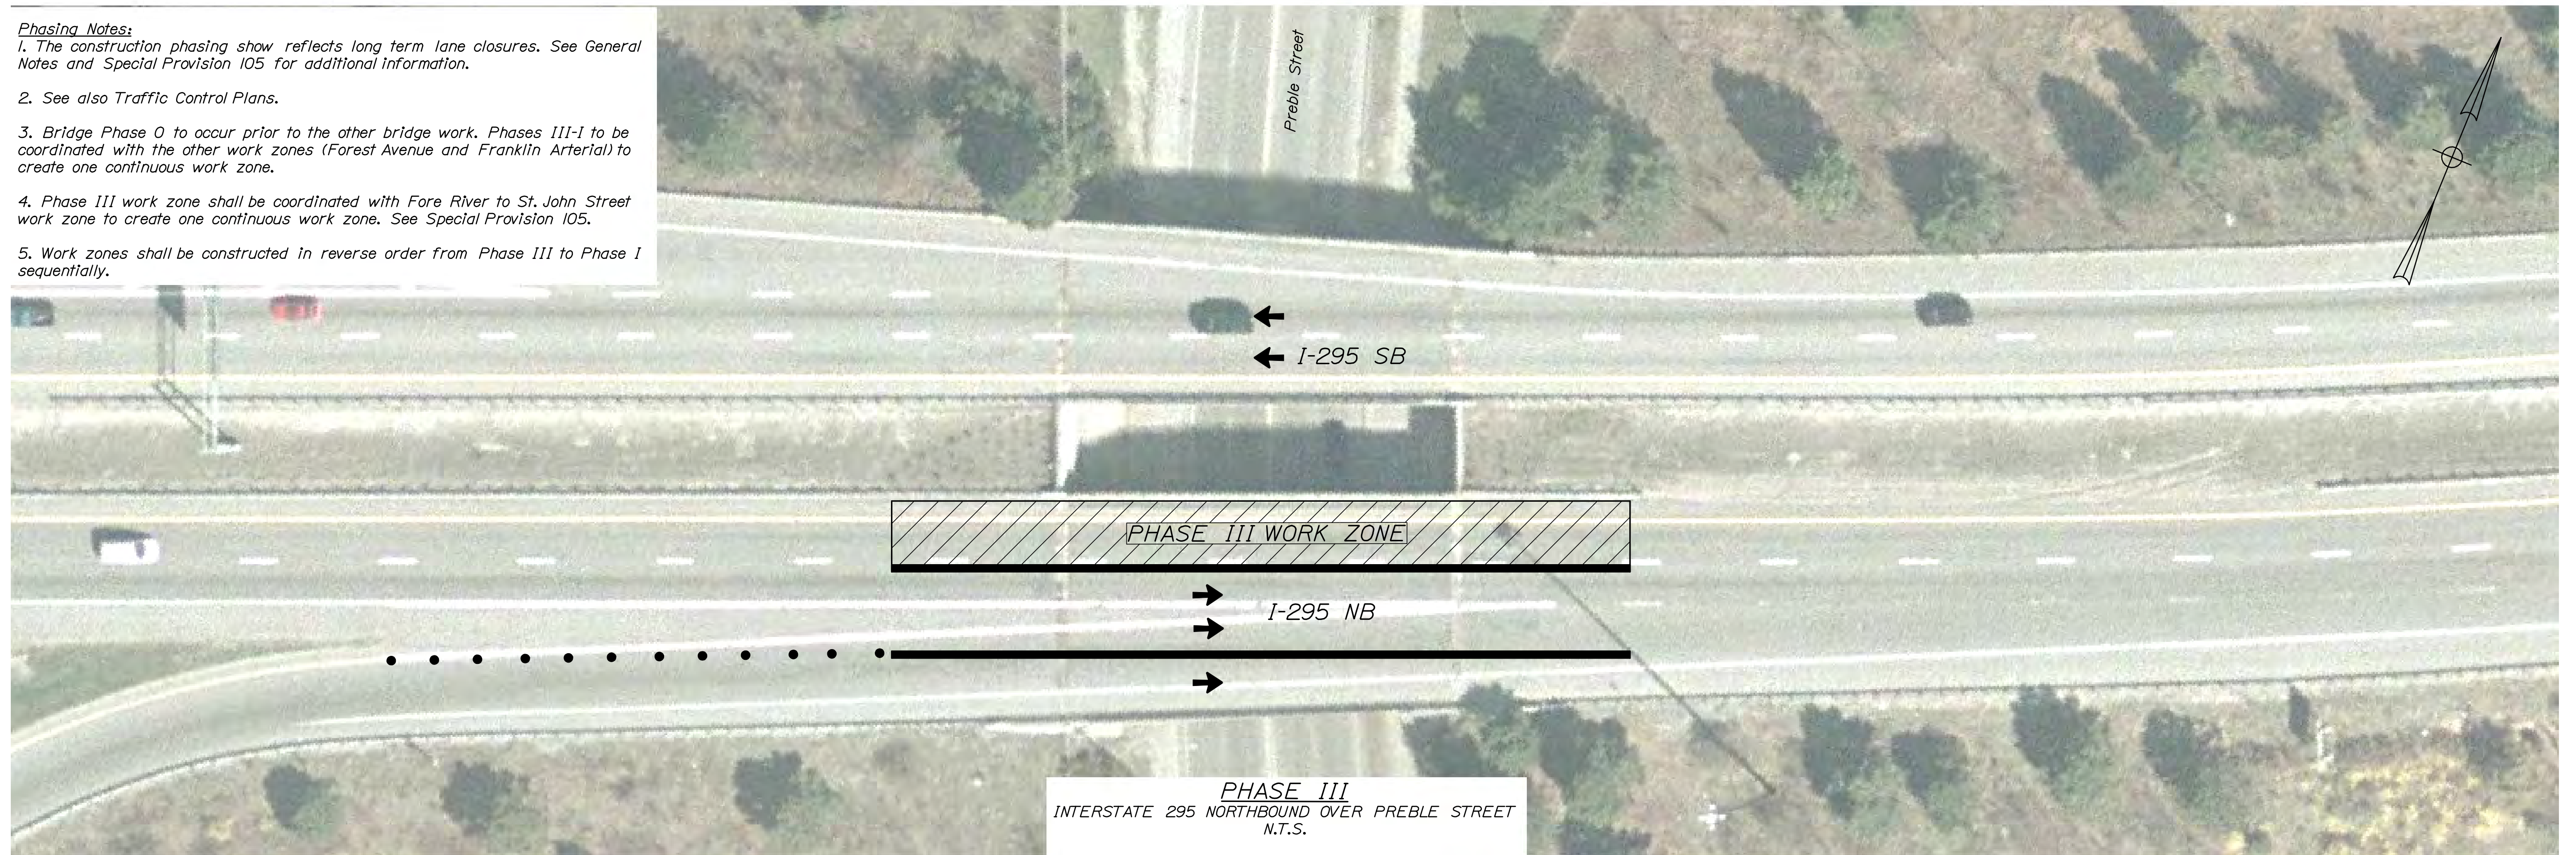 Phasing Notes:
1. The construction phasing show reflects long term lane closures. See General
Notes and Special Provision 105 for additional information.
2. See also Traffic Control Plans.
3. Bridge Phase 0 to occur prior to the other bridge work. Phases III-I to be
coordinated with the other work zones (Forest Avenue and Franklin Arterial) to
create one continuous work zone.
4. Phase III work zone shall be coordinated with Fore River to St. John Street
work zone to create one continuous work zone. See Special Provision 105.
5. Work zones shall be constructed in reverse order from Phase III to Phase I
sequentially.
Preble Street
I-295 SB
PHASE III WORK ZONE
I-295 NB
PHASE III
INTERSTATE 295 NORTHBOUND OVER PREBLE STREET
N.T.S.